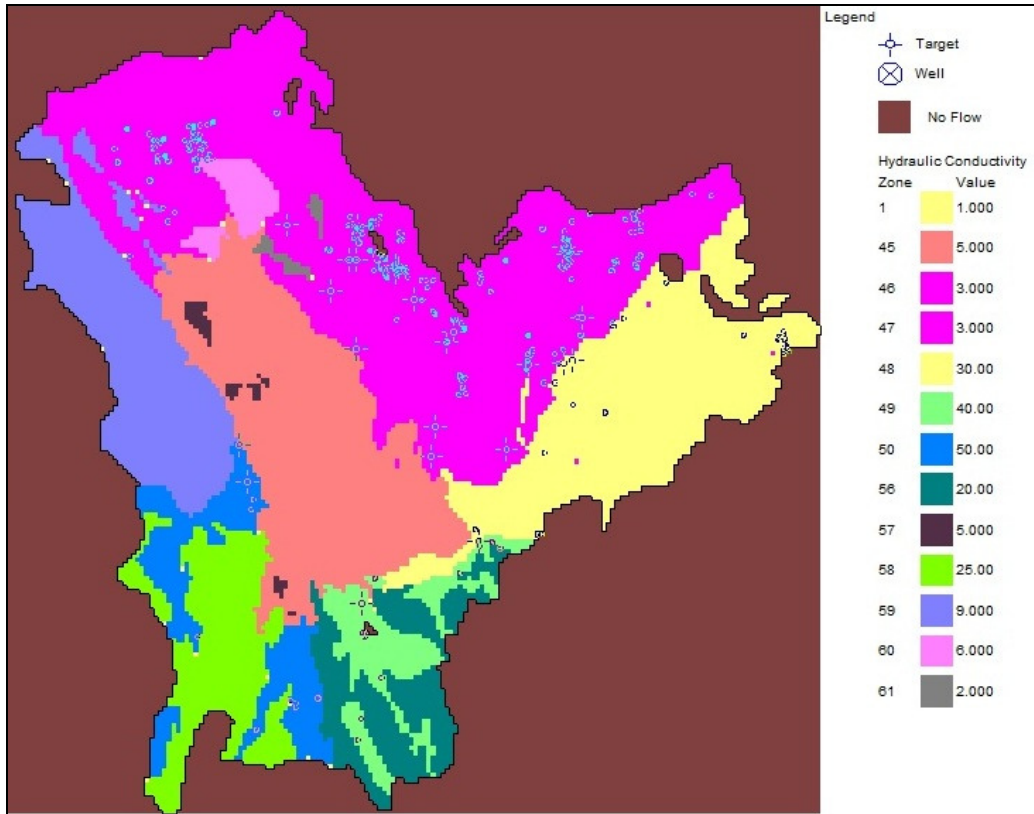 Legend
Target
Well
No Flow
Hydraulic Conductivity
Zone Value
1 1.000
45 5.000
46 3.000
47 3.000
48 30.00
49 40.00
50 50.00
56 20.00
57 5.000
58 25.00
59 9.000
60 6.000
61 2.000